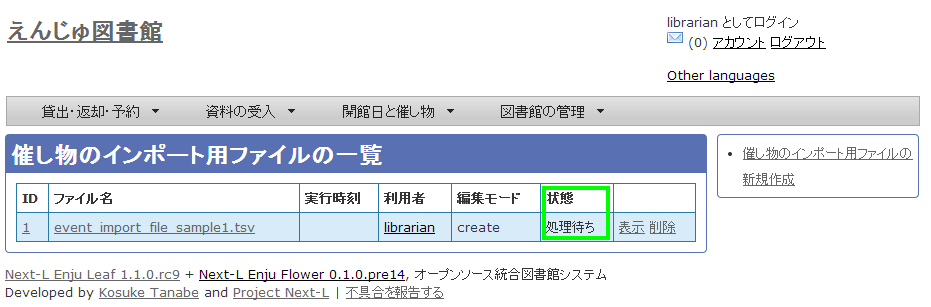 えんじゅ図書館
librarian としてログイン
(0) アカウント ログアウト
Other languages
貸出・返却・予約 資料の受入 開館日と催し物 図書館の管理
催し物のインポート用ファイルの一覧
ID ファイル名 実行時刻 利用者 編集モード 状態
1 event_import_file_sample1.tsv librarian create 処理待ち 表示 削除
催し物のインポート用ファイルの
新規作成
Next-L Enju Leaf 1.1.0.rc9 + Next-L Enju Flower 0.1.0.pre14, オープンソース統合図書館システム
Developed by Kosuke Tanabe and Project Next-L | 不具合を報告する